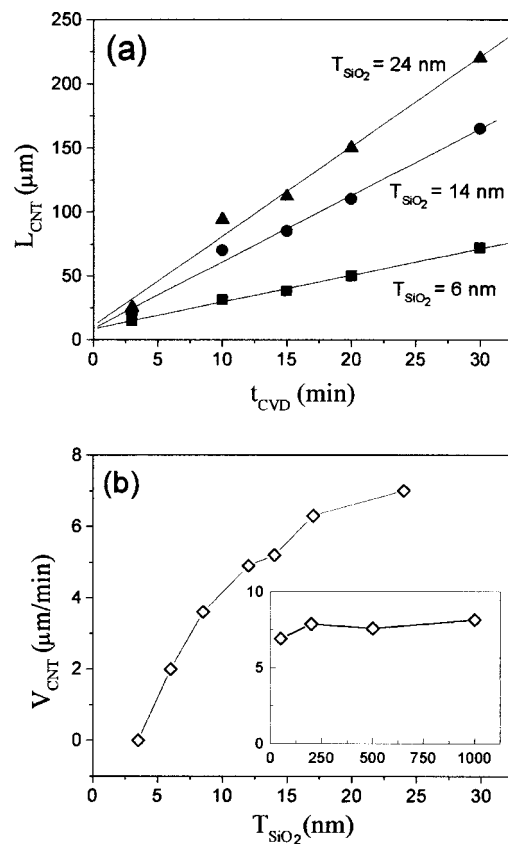 (a)
250
200
150
100
50
0
L_CNT (μm)
T_SiO2 = 24 nm
T_SiO2 = 14 nm
T_SiO2 = 6 nm
0 5 10 15 20 25 30
t_CVD (min)
(b)
8
6
4
2
0
V_CNT (μm/min)
10
5
0
0 250 500 750 1000
0 5 10 15 20 25 30
T_SiO2(nm)